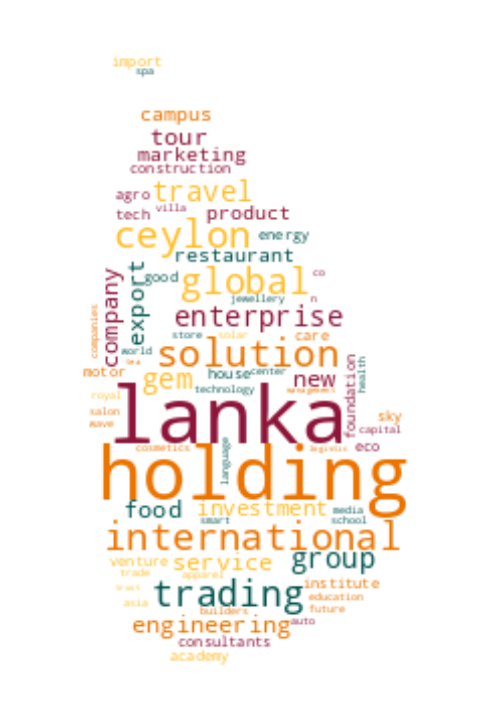 import
spa
campus
tour
marketing
construction
agro travel
tech villa product
ceylon energy
restaurant
company export good global co
jewellery n
companies enterprise
store solar care
world solution
tea
motor gem house center new foundation health
technology management
royal
lanka
salon
wave sky
capital
cosmetics language logistic eco
holding
food investment media
smart school
international
venture service group
trade apparel
trust trading institute
asia education
builders future
engineering auto
consultants
academy